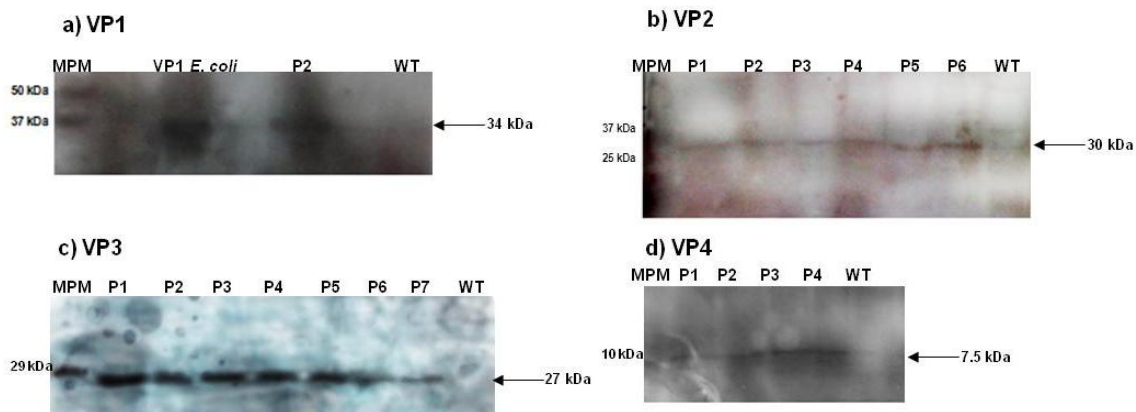 a) VP1
MPM VP1 E. coli P2 WT
50 kDa
37 kDa
34 kDa
b) VP2
MPM P1 P2 P3 P4 P5 P6 WT
37 kDa
25 kDa
30 kDa
c) VP3
MPM P1 P2 P3 P4 P5 P6 P7 WT
29 kDa
27 kDa
d) VP4
MPM P1 P2 P3 P4 WT
10 kDa
7.5 kDa